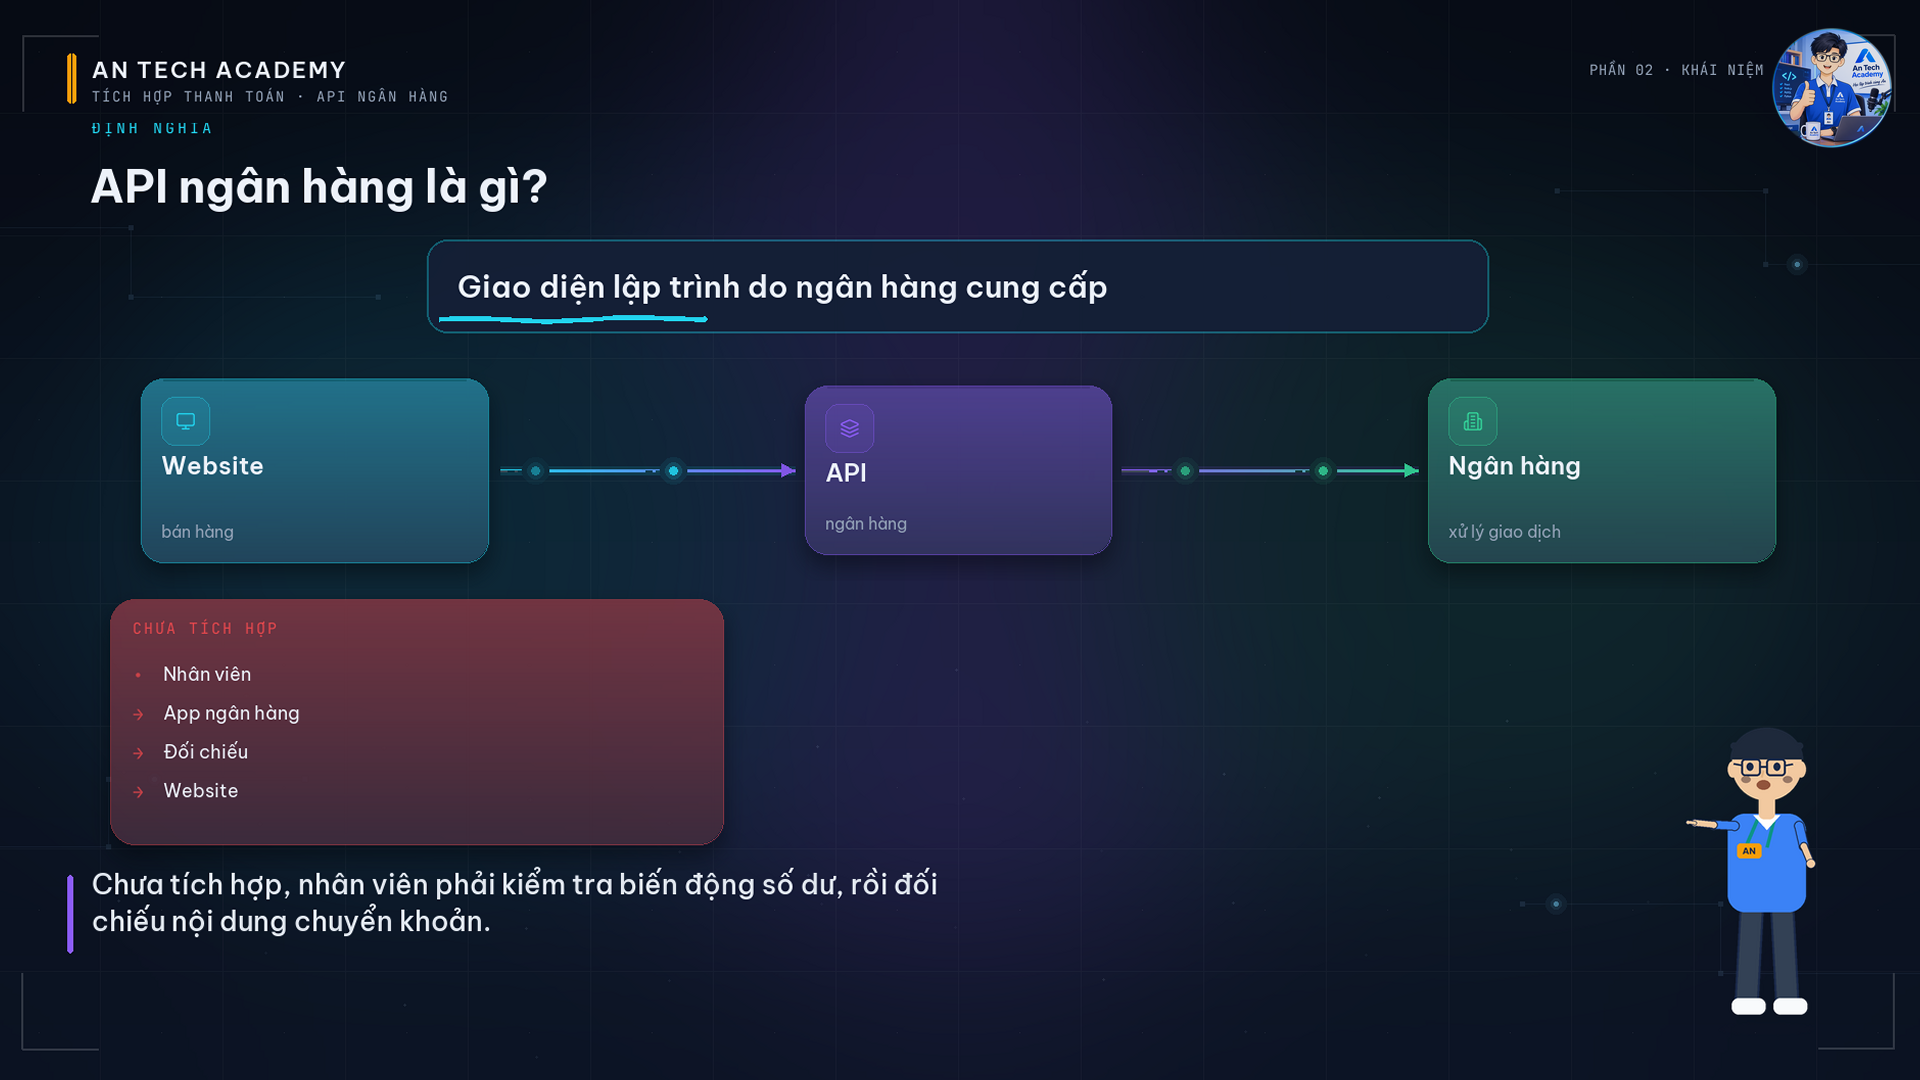 AN TECH ACADEMY
TÍCH HỢP THANH TOÁN · API NGÂN HÀNG
PHẦN 02 · KHÁI NIỆM
An Tech
Academy
ĐỊNH NGHĨA
API ngân hàng là gì?
Giao diện lập trình do ngân hàng cung cấp
Website
bán hàng
API
ngân hàng
Ngân hàng
xử lý giao dịch
CHƯA TÍCH HỢP
• Nhân viên
→ App ngân hàng
→ Đối chiếu
→ Website
AN
Chưa tích hợp, nhân viên phải kiểm tra biến động số dư, rồi đối
chiếu nội dung chuyển khoản.